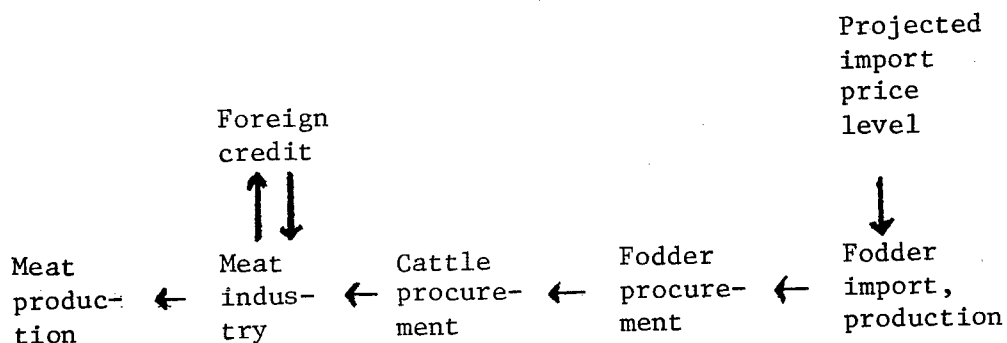 Projected
import
price
level
Foreign
credit
Meat
produc-
tion
Meat
indus-
try
Cattle
procure-
ment
Fodder
procure-
ment
Fodder
import,
production